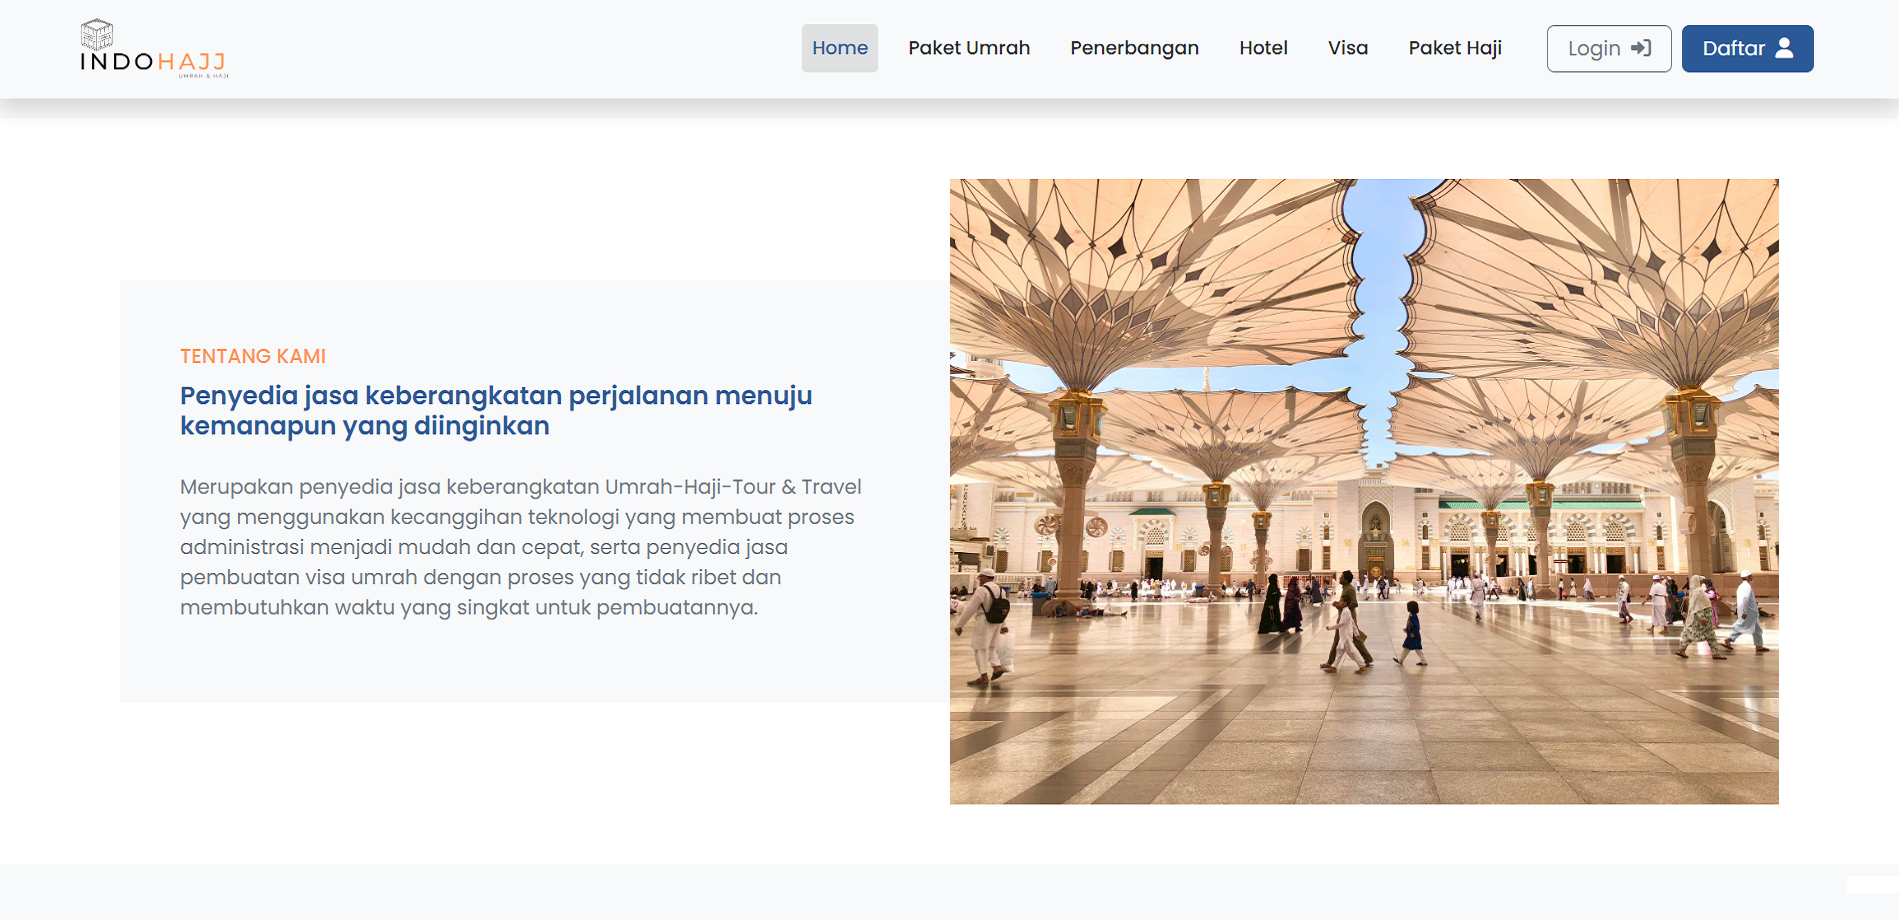 INDOHAJJ
UMRAH & HAJI
Home
Paket Umrah
Penerbangan
Hotel
Visa
Paket Haji
Login
Daftar
TENTANG KAMI
Penyedia jasa keberangkatan perjalanan menuju
kemanapun yang diinginkan
Merupakan penyedia jasa keberangkatan Umrah-Haji-Tour & Travel
yang menggunakan kecanggihan teknologi yang membuat proses
administrasi menjadi mudah dan cepat, serta penyedia jasa
pembuatan visa umrah dengan proses yang tidak ribet dan
membutuhkan waktu yang singkat untuk pembuatannya.